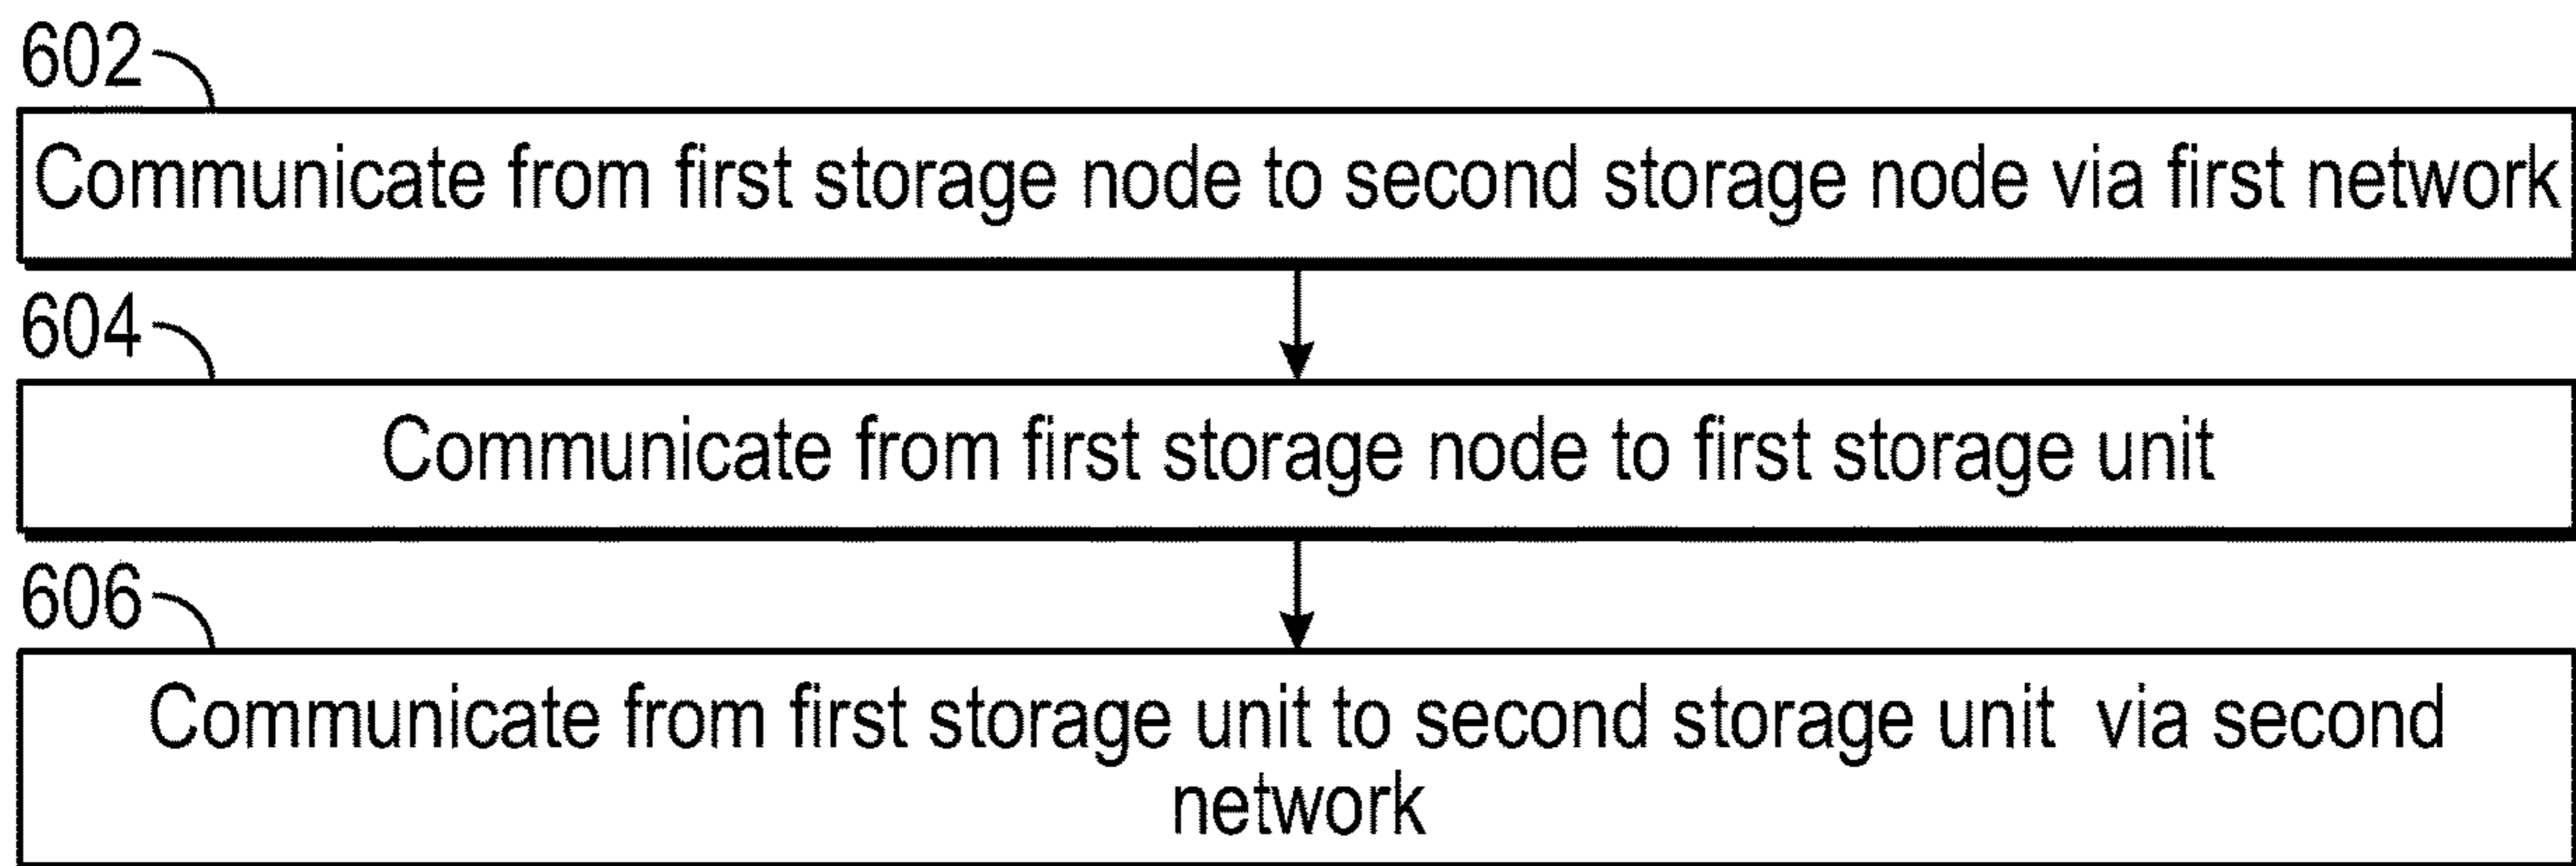 602
Communicate from first storage node to second storage node via first network
604
Communicate from first storage node to first storage unit
606
Communicate from first storage unit to second storage unit via second
network